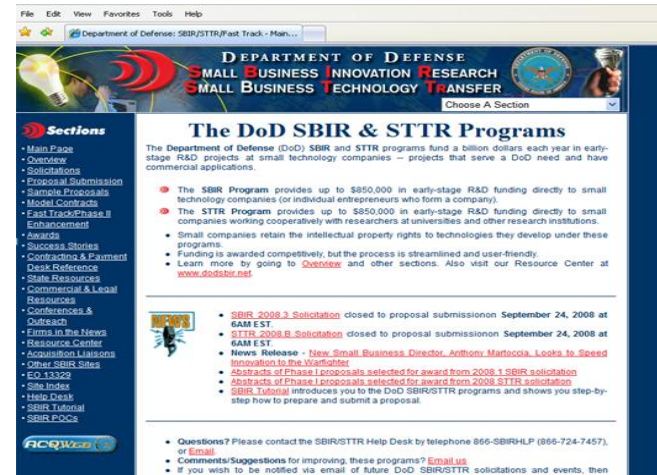 File Edit View Favorites Tools Help
Department of Defense: SBIR/STTR/Fast Track - Main...
DEPARTMENT OF DEFENSE
SMALL BUSINESS INNOVATION RESEARCH
SMALL BUSINESS TECHNOLOGY TRANSFER
Choose A Section
Sections
• Main Page
• Overview
• Solicitations
• Proposal Submission
• Sample Proposals
• Model Contracts
• Fast Track/Phase II
Enhancement
• Awards
• Success Stories
• Contracting & Payment
Desk Reference
• State Resources
• Commercial & Legal
Resources
• Conferences &
Outreach
• Firms in the News
• Resource Center
• Acquisition Liaisons
• Other SBIR Sites
• EO 13329
• Site Index
• Help Desk
• SBIR Tutorial
• SBIR POCs
ACQWeb
The DoD SBIR & STTR Programs
The Department of Defense (DoD) SBIR and STTR programs fund a billion dollars each year in early-
stage R&D projects at small technology companies -- projects that serve a DoD need and have
commercial applications.
The SBIR Program provides up to $850,000 in early-stage R&D funding directly to small
technology companies (or individual entrepreneurs who form a company).
The STTR Program provides up to $850,000 in early-stage R&D funding directly to small
companies working cooperatively with researchers at universities and other research institutions.
• Small companies retain the intellectual property rights to technologies they develop under these
programs.
• Funding is awarded competitively, but the process is streamlined and user-friendly.
• Learn more by going to Overview and other sections. Also visit our Resource Center at
www.dodsbir.net.
NEWS
• SBIR 2008.3 Solicitation closed to proposal submissionon September 24, 2008 at
6AM EST.
• STTR 2008.B Solicitation closed to proposal submissionon September 24, 2008 at
6AM EST.
• News Release - New Small Business Director, Anthony Martoccia, Looks to Speed
Innovation to the Warfighter
• Abstracts of Phase I proposals selected for award from 2008.1 SBIR solicitation
• Abstracts of Phase I proposals selected for award from 2008 STTR solicitation
• SBIR Tutorial introduces you to the DoD SBIR/STTR programs and shows you step-by-
step how to prepare and submit a proposal.
• Questions? Please contact the SBIR/STTR Help Desk by telephone 866-SBIRHLP (866-724-7457),
or Email.
• Comments/Suggestions for improving, these programs? Email us
• If you wish to be notified via email of future DoD SBIR/STTR solicitations and events, then